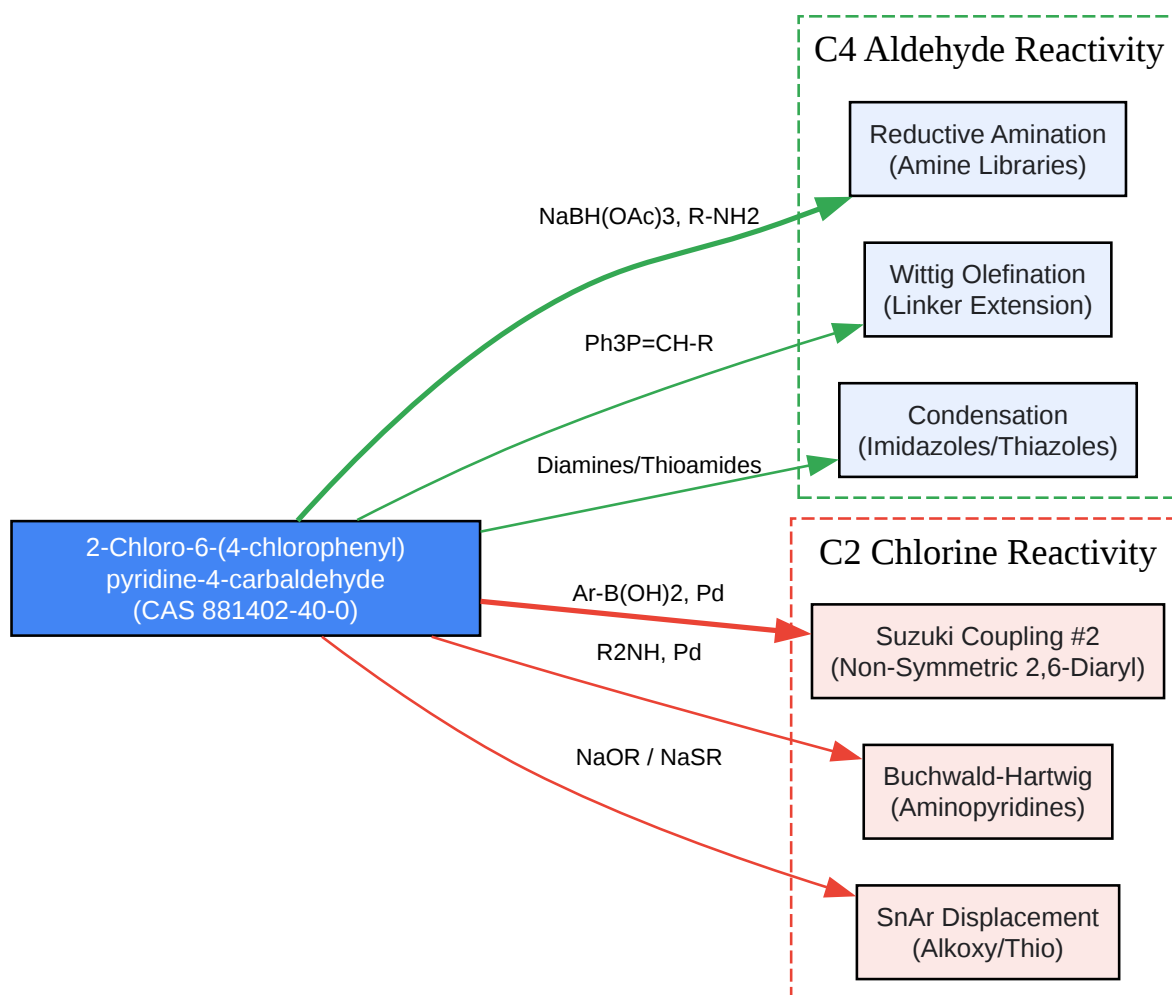 C4 Aldehyde Reactivity
Reductive Amination
(Amine Libraries)
NaBH(OAc)3, R-NH2
Wittig Olefination
(Linker Extension)
Ph3P=CH-R
Condensation
(Imidazoles/Thiazoles)
Diamines/Thioamides
2-Chloro-6-(4-chlorophenyl)
pyridine-4-carbaldehyde
(CAS 881402-40-0)
C2 Chlorine Reactivity
Ar-B(OH)2, Pd
Suzuki Coupling #2
(Non-Symmetric 2,6-Diaryl)
R2NH, Pd
Buchwald-Hartwig
(Aminopyridines)
NaOR / NaSR
SnAr Displacement
(Alkoxy/Thio)